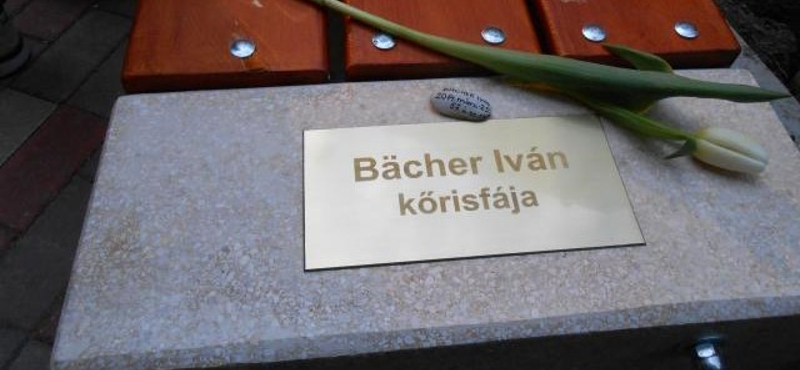 Bächer Iván
kőrisfája